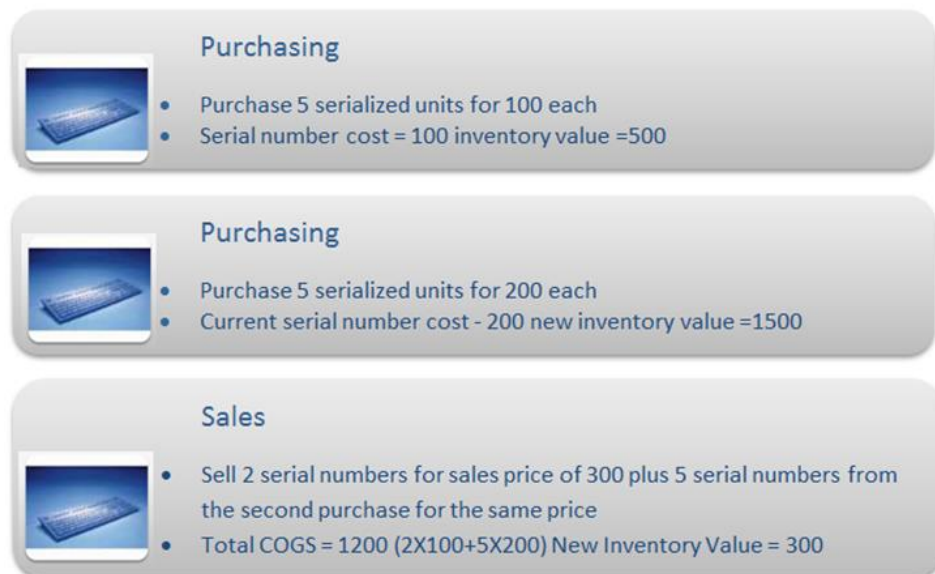 Purchasing
• Purchase 5 serialized units for 100 each
• Serial number cost = 100 inventory value =500
Purchasing
• Purchase 5 serialized units for 200 each
• Current serial number cost - 200 new inventory value =1500
Sales
• Sell 2 serial numbers for sales price of 300 plus 5 serial numbers from
the second purchase for the same price
• Total COGS = 1200 (2X100+5X200) New Inventory Value = 300